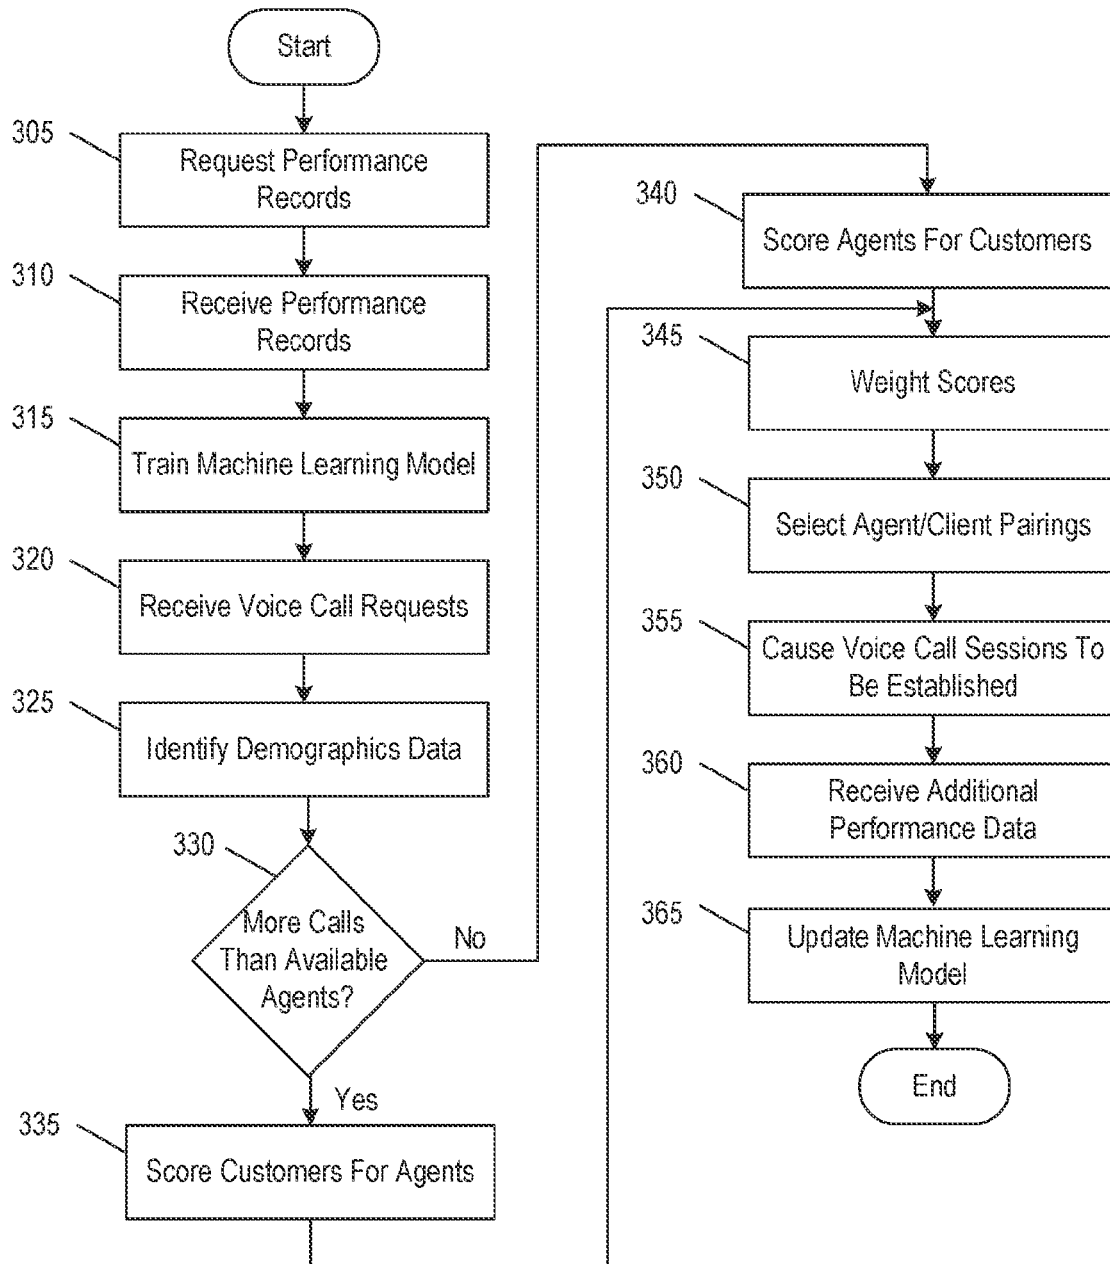 Start
305
Request Performance
Records
310
Receive Performance
Records
315
Train Machine Learning Model
320
Receive Voice Call Requests
325
Identify Demographics Data
330
More Calls
Than Available
Agents?
No
Yes
335
Score Customers For Agents
340
Score Agents For Customers
345
Weight Scores
350
Select Agent/Client Pairings
355
Cause Voice Call Sessions To
Be Established
360
Receive Additional
Performance Data
365
Update Machine Learning
Model
End